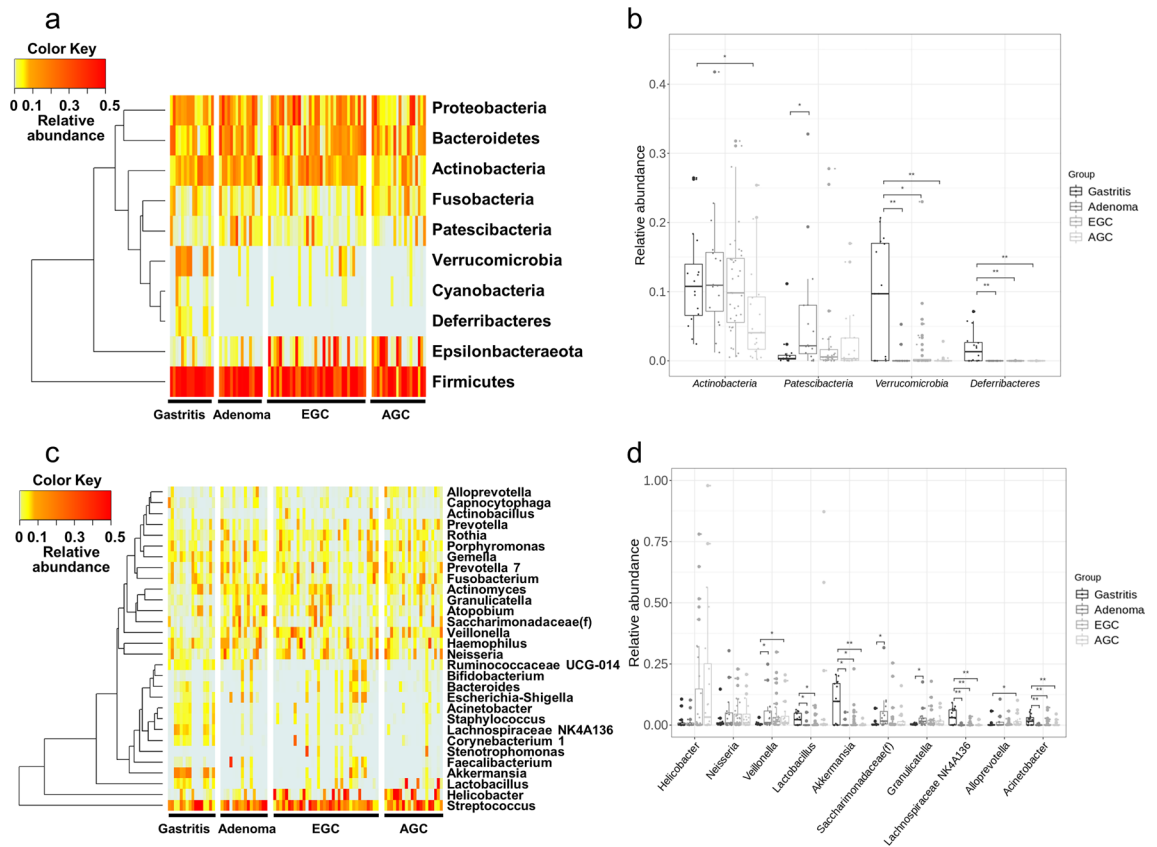 a
Color Key
0 0.1 0.3 0.5
Relative
abundance
Proteobacteria
Bacteroidetes
Actinobacteria
Fusobacteria
Patescibacteria
Verrucomicrobia
Cyanobacteria
Deferribacteres
Epsilonbacteraeota
Firmicutes
Gastritis Adenoma EGC AGC
b
Relative abundance
0.4
0.3
0.2
0.1
0.0
* * ** * ** ** ** **
Actinobacteria Patescibacteria Verrucomicrobia Deferribacteres
Group
Gastritis
Adenoma
EGC
AGC
c
Color Key
0 0.1 0.3 0.5
Relative
abundance
Alloprevotella
Capnocytophaga
Actinobacillus
Prevotella
Rothia
Porphyromonas
Gemella
Prevotella 7
Fusobacterium
Actinomyces
Granulicatella
Atopobium
Saccharimonadaceae(f)
Veillonella
Haemophilus
Neisseria
Ruminococcaceae UCG-014
Bifidobacterium
Bacteroides
Escherichia-Shigella
Acinetobacter
Staphylococcus
Lachnospiraceae NK4A136
Corynebacterium 1
Stenotrophomonas
Faecalibacterium
Akkermansia
Lactobacillus
Helicobacter
Streptococcus
Gastritis Adenoma EGC AGC
d
Relative abundance
1.00
0.75
0.50
0.25
0.00
* * * * * * ** * * ** ** ** * ** ** **
Helicobacter
Neisseria
Veillonella
Lactobacillus
Akkermansia
Saccharimonadaceae(f)
Granulicatella
Lachnospiraceae NK4A136
Alloprevotella
Acinetobacter
Group
Gastritis
Adenoma
EGC
AGC